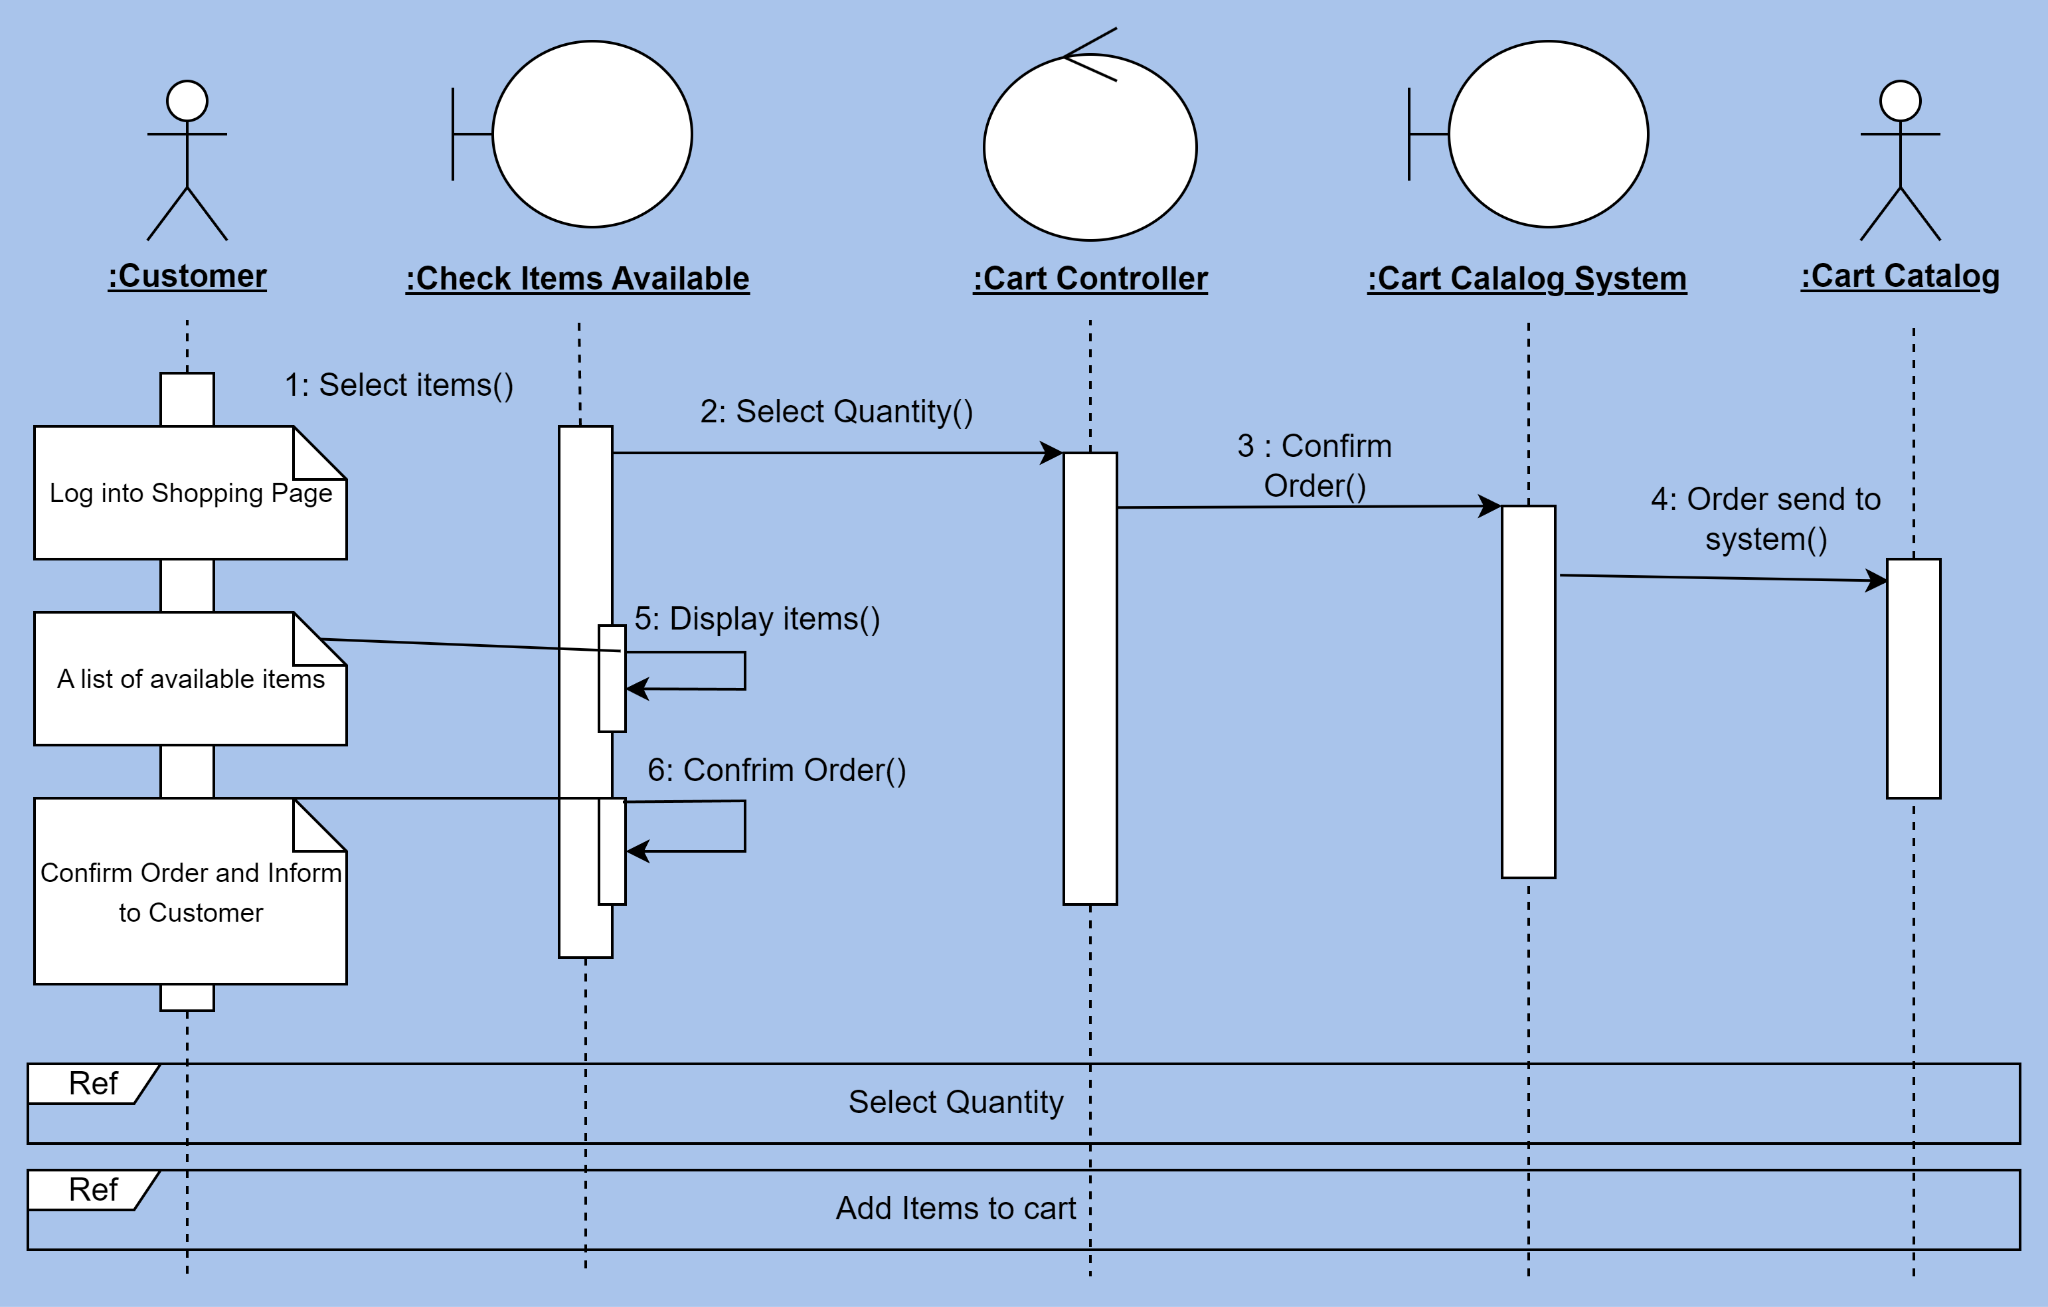 :Customer
:Check Items Available
:Cart Controller
:Cart Calalog System
:Cart Catalog
1: Select items()
2: Select Quantity()
3 : Confirm
Order()
4: Order send to
system()
Log into Shopping Page
5: Display items()
A list of available items
6: Confrim Order()
Confirm Order and Inform
to Customer
Ref
Select Quantity
Ref
Add Items to cart